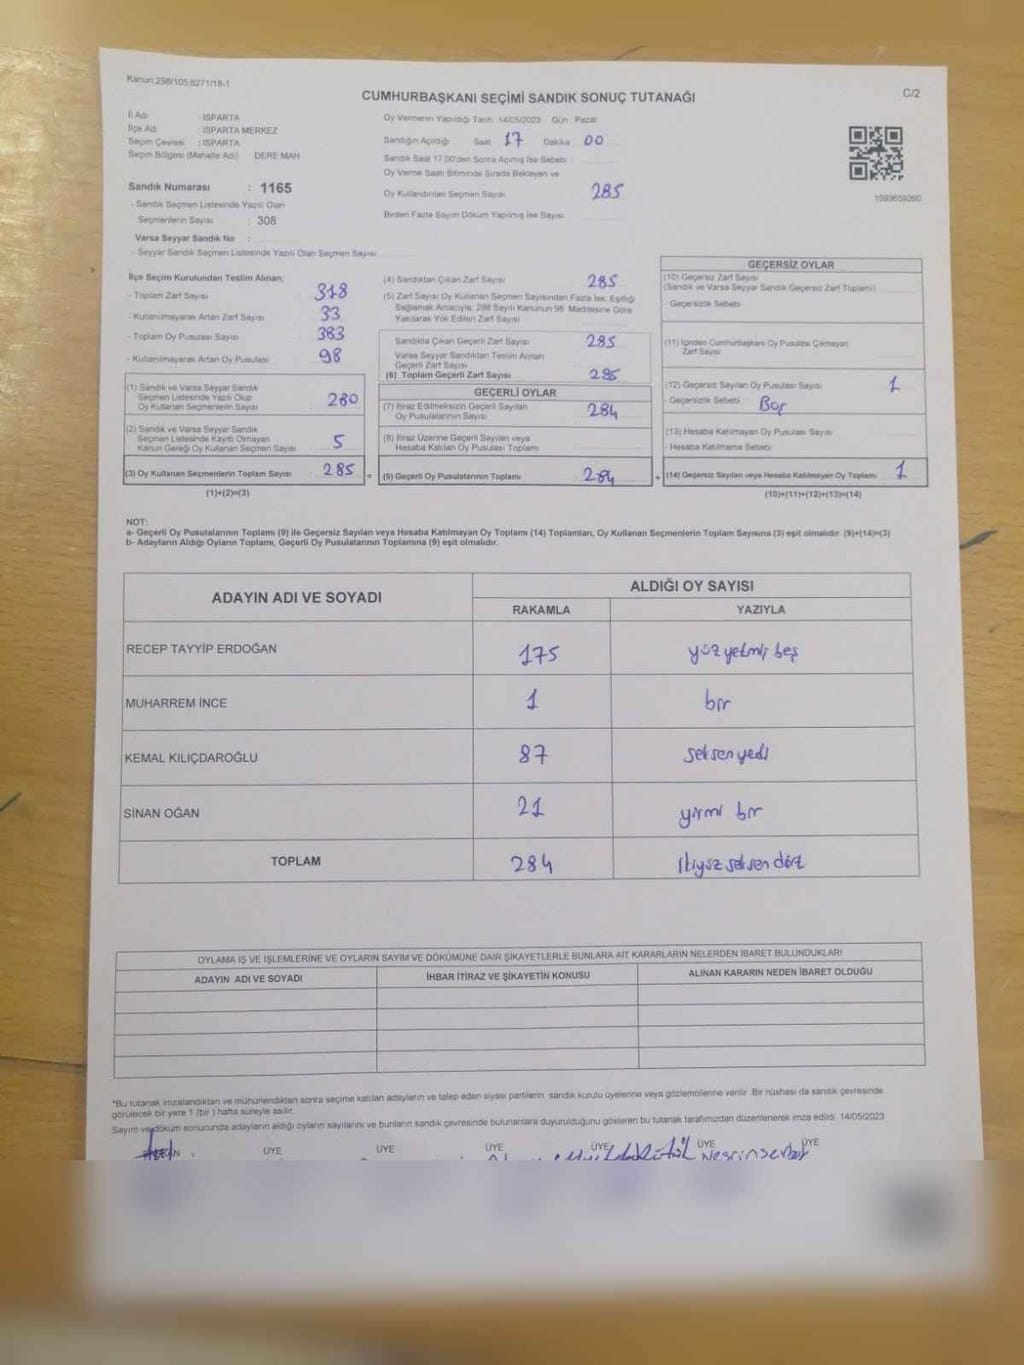 Kanun:298/105,6271/18-1
C/2
CUMHURBAŞKANI SEÇİMİ SANDIK SONUÇ TUTANAĞI
İl Adı : ISPARTA
İlçe Adı : ISPARTA MERKEZ
Seçim Çevresi : ISPARTA
Seçim Bölgesi (Mahalle Adı) DERE MAH
Sandık Numarası : 1165
- Sandık Seçmen Listesinde Yazılı Olan
Seçmenlerin Sayısı : 308
Varsa Seyyar Sandık No :
- Seyyar Sandık Seçmen Listesinde Yazılı Olan Seçmen Sayısı
Oy Vermenin Yapıldığı Tarih: 14/05/2023 Gün : Pazar
Sandığın Açıldığı Saat 17 Dakika 00
Sandık Saat 17.00'den Sonra Açılmış İse Sebebi
Oy Verme Saati Bitiminde Sırada Bekleyen ve
Oy Kullandırılan Seçmen Sayısı 285
Birden Fazla Sayım Döküm Yapılmış İse Sayısı
1093659260
İlçe Seçim Kurulundan Teslim Alınan;
- Toplam Zarf Sayısı 318
- Kullanılmayarak Artan Zarf Sayısı 33
- Toplam Oy Pusulası Sayısı 383
- Kullanılmayarak Artan Oy Pusulası 98
(1) Sandık ve Varsa Seyyar Sandık
Seçmen Listesinde Yazılı Olup
Oy Kullanan Seçmenlerin Sayısı 280
(2) Sandık ve Varsa Seyyar Sandık
Seçmen Listesinde Kayıtlı Olmayan
Kanun Gereği Oy Kullanan Seçmen Sayısı 5
(3) Oy Kullanan Seçmenlerin Toplam Sayısı 285 =
(1)+(2)=(3)
(4) Sandıktan Çıkan Zarf Sayısı 285
(5) Zarf Sayısı Oy Kullanan Seçmen Sayısından Fazla İse, Eşitliği
Sağlamak Amacıyla; 298 Sayılı Kanunun 98. Maddesine Göre
Yakılarak Yok Edilen Zarf Sayısı
Sandıkta Çıkan Geçerli Zarf Sayısı 285
Varsa Seyyar Sandıktan Teslim Alınan
Geçerli Zarf Sayısı
(6) Toplam Geçerli Zarf Sayısı 285
GEÇERLİ OYLAR
(7) İtiraz Edilmeksizin Geçerli Sayılan
Oy Pusulalarının Sayısı 284
(8) İtiraz Üzerine Geçerli Sayılan veya
Hesaba Katılan Oy Pusulası Toplamı
(9) Geçerli Oy Pusulalarının Toplamı 284 +
GEÇERSİZ OYLAR
(10) Geçersiz Zarf Sayısı
(Sandık ve Varsa Seyyar Sandık Geçersiz Zarf Toplamı)
- Geçersizlik Sebebi
(11) İçinden Cumhurbaşkanı Oy Pusulası Çıkmayan
Zarf Sayısı
(12) Geçersiz Sayılan Oy Pusulası Sayısı 1
- Geçersizlik Sebebi Boş
(13) Hesaba Katılmayan Oy Pusulası Sayısı
- Hesaba Katılmama Sebebi
(14) Geçersiz Sayılan veya Hesaba Katılmayan Oy Toplamı 1
(10)+(11)+(12)+(13)=(14)
NOT:
a- Geçerli Oy Pusulalarının Toplamı (9) ile Geçersiz Sayılan veya Hesaba Katılmayan Oy Toplamı (14) Toplamları, Oy Kullanan Seçmenlerin Toplam Sayısına (3) eşit olmalıdır. (9)+(14)=(3)
b- Adayların Aldığı Oyların Toplamı, Geçerli Oy Pusulalarının Toplamına (9) eşit olmalıdır.
ADAYIN ADI VE SOYADI
ALDIĞI OY SAYISI
RAKAMLA YAZIYLA
RECEP TAYYİP ERDOĞAN 175 yüz yetmiş beş
MUHARREM İNCE 1 bir
KEMAL KILIÇDAROĞLU 87 seksen yedi
SİNAN OĞAN 21 yirmi bir
TOPLAM 284 ikiyüz seksen dört
OYLAMA İŞ VE İŞLEMLERİNE VE OYLARIN SAYIM VE DÖKÜMÜNE DAİR ŞİKAYETLERLE BUNLARA AİT KARARLARIN NELERDEN İBARET BULUNDUKLARI
ADAYIN ADI VE SOYADI İHBAR İTİRAZ VE ŞİKAYETİN KONUSU ALINAN KARARIN NEDEN İBARET OLDUĞU
*Bu tutanak imzalandıktan ve mühürlendikten sonra seçime katılan adayların ve talep eden siyasi partilerin sandık kurulu üyelerine veya gözlemcilerine verilir. Bir nüshası da sandık çevresinde
görülecek bir yere 1 (bir) hafta süreyle asılır.
Sayım ve döküm sonucunda adayların aldığı oyların sayılarını ve bunların sandık çevresinde bulunanlara duyurulduğunu gösteren bu tutanak tarafımızdan düzenlenerek imza edildi. 14/05/2023
ÜYE ÜYE ÜYE ÜYE ÜYE ÜYE